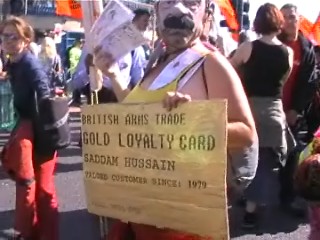 BRITISH ARMS TRADE
GOLD LOYALTY CARD
SADDAM HUSSAIN
VALUED CUSTOMER SINCE: 1979